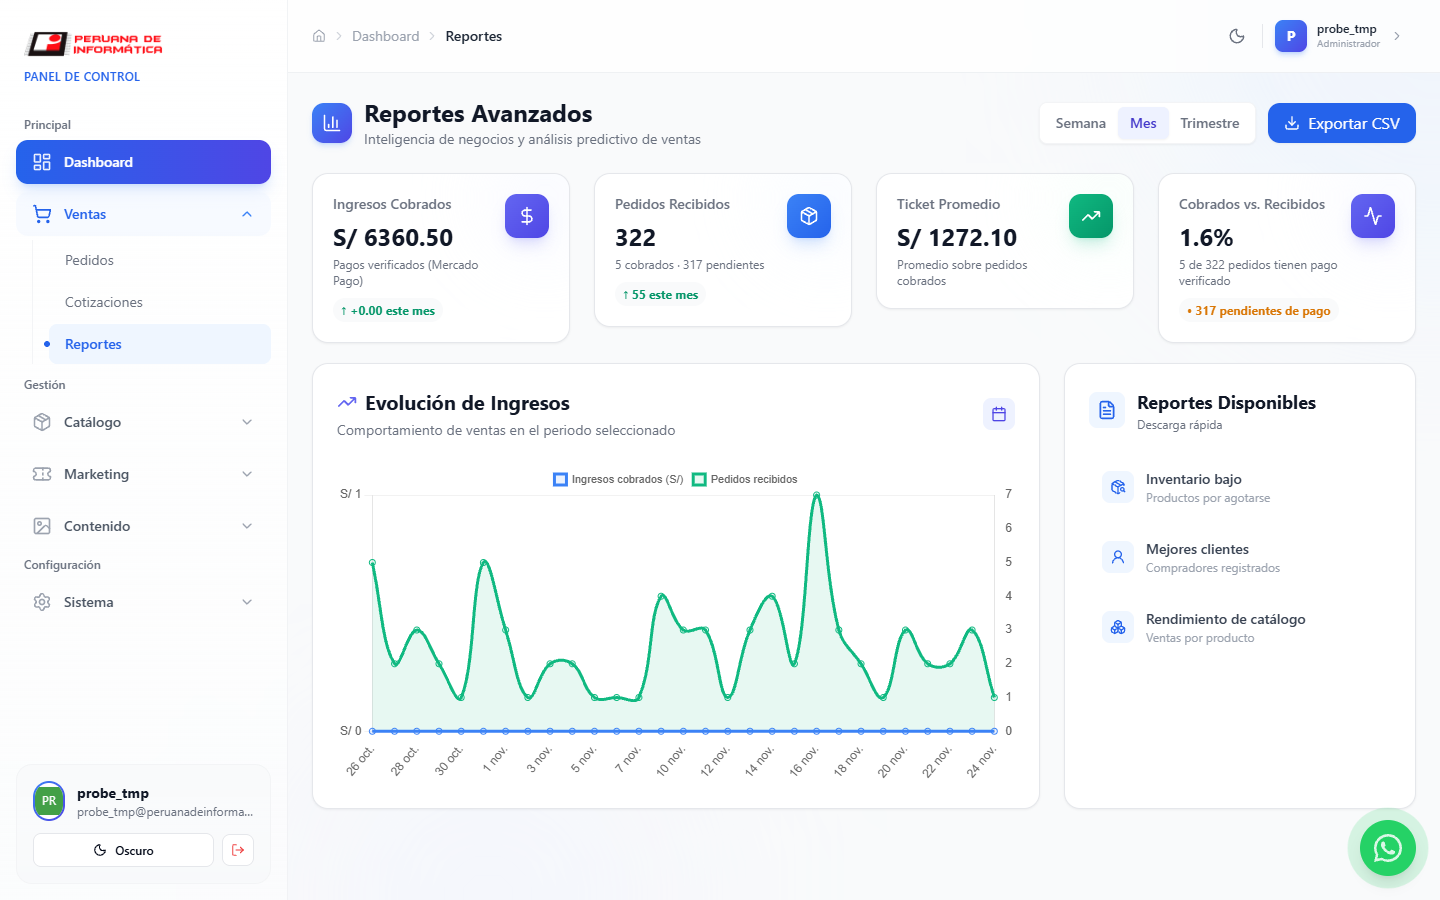 PERUANA DE
INFORMÁTICA
PANEL DE CONTROL
Principal
Dashboard
Ventas
Pedidos
Cotizaciones
Reportes
Gestión
Catálogo
Marketing
Contenido
Configuración
Sistema
PR
probe_tmp
probe_tmp@peruanadeinforma...
Oscuro
Dashboard
Reportes
P
probe_tmp
Administrador
Reportes Avanzados
Inteligencia de negocios y análisis predictivo de ventas
Semana
Mes
Trimestre
Exportar CSV
Ingresos Cobrados
S/ 6360.50
Pagos verificados (Mercado
Pago)
↑ +0.00 este mes
Pedidos Recibidos
322
5 cobrados · 317 pendientes
↑ 55 este mes
Ticket Promedio
S/ 1272.10
Promedio sobre pedidos
cobrados
Cobrados vs. Recibidos
1.6%
5 de 322 pedidos tienen pago
verificado
• 317 pendientes de pago
Evolución de Ingresos
Comportamiento de ventas en el periodo seleccionado
Ingresos cobrados (S/)
Pedidos recibidos
S/ 1
S/ 0
7
6
5
4
3
2
1
0
26 oct.
28 oct.
30 oct.
1 nov.
3 nov.
5 nov.
7 nov.
10 nov.
12 nov.
14 nov.
16 nov.
18 nov.
20 nov.
22 nov.
24 nov.
Reportes Disponibles
Descarga rápida
Inventario bajo
Productos por agotarse
Mejores clientes
Compradores registrados
Rendimiento de catálogo
Ventas por producto